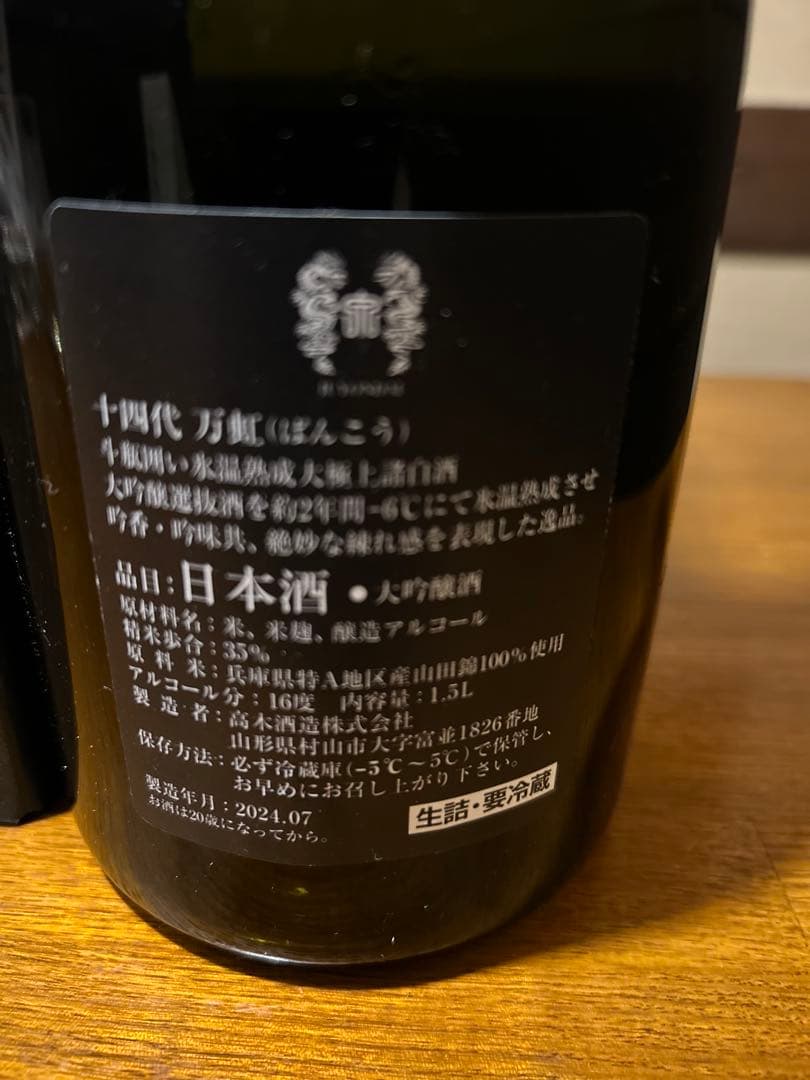 十四代 万虹(ばんこう)
生瓶囲い氷温熟成大極上諸白酒
大吟醸選抜酒を約2年間-6℃にて氷温熟成させ
吟香・吟味共、絶妙な練れ感を表現した逸品。
品目:日本酒・大吟醸酒
原材料名:米、米麹、醸造アルコール
精米歩合:35%
原料米:兵庫県特A地区産山田錦100%使用
アルコール分:16度 内容量:1.5L
製造者:高木酒造株式会社
山形県村山市大字富並1826番地
保存方法:必ず冷蔵庫(-5℃～5℃)で保管し、
お早めにお召し上がり下さい。
製造年月:2024.07
生詰・要冷蔵
お酒は20歳になってから。